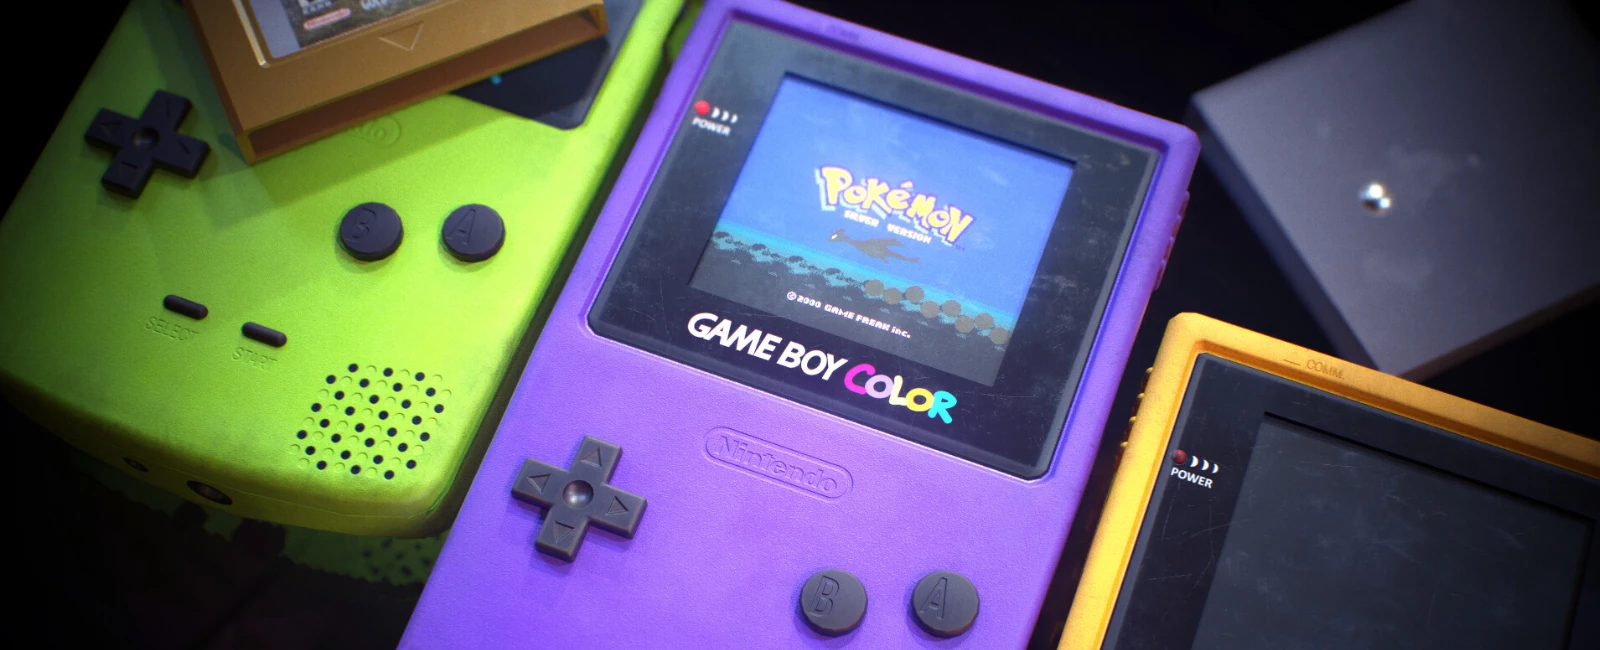 B
A
SELECT
START
POWER
POKéMON
SILVER VERSION
©2000 GAME FREAK inc.
GAME BOY COLOR
Nintendo
B
A
COMM.
POWER